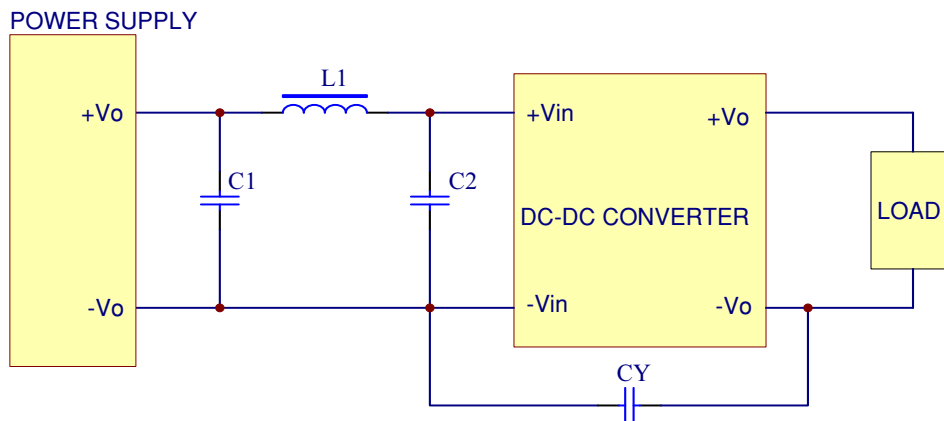 POWER SUPPLY
L1
+Vo
+Vin
+Vo
C1
C2
DC-DC CONVERTER
LOAD
-Vo
-Vin
-Vo
CY